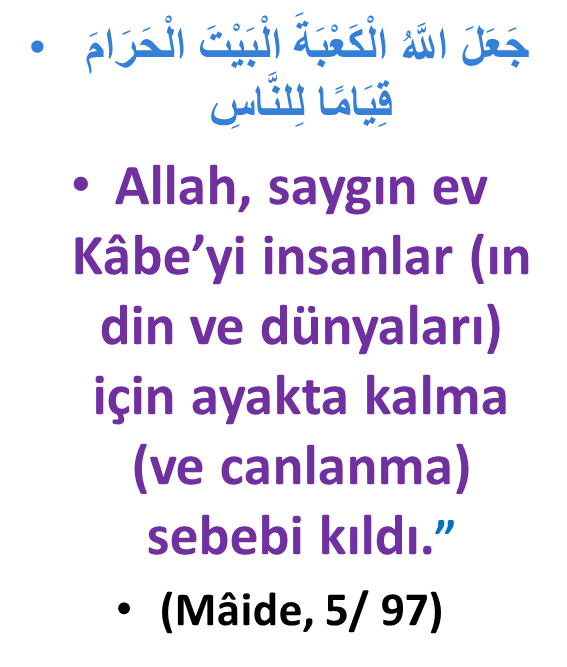 • جَعَلَ اللَّهُ الْكَعْبَةَ الْبَيْتَ الْحَرَامَ
قِيَامًا لِلنَّاسِ
• Allah, saygın ev
Kâbe’yi insanlar (ın
din ve dünyaları)
için ayakta kalma
(ve canlanma)
sebebi kıldı.”
• (Mâide, 5/ 97)